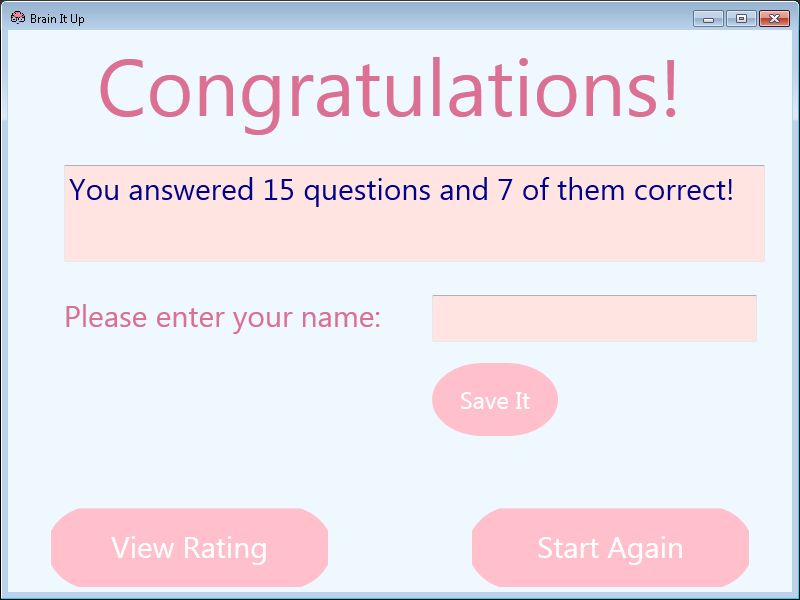 Brain It Up
Congratulations!
You answered 15 questions and 7 of them correct!
Please enter your name:
Save It
View Rating
Start Again